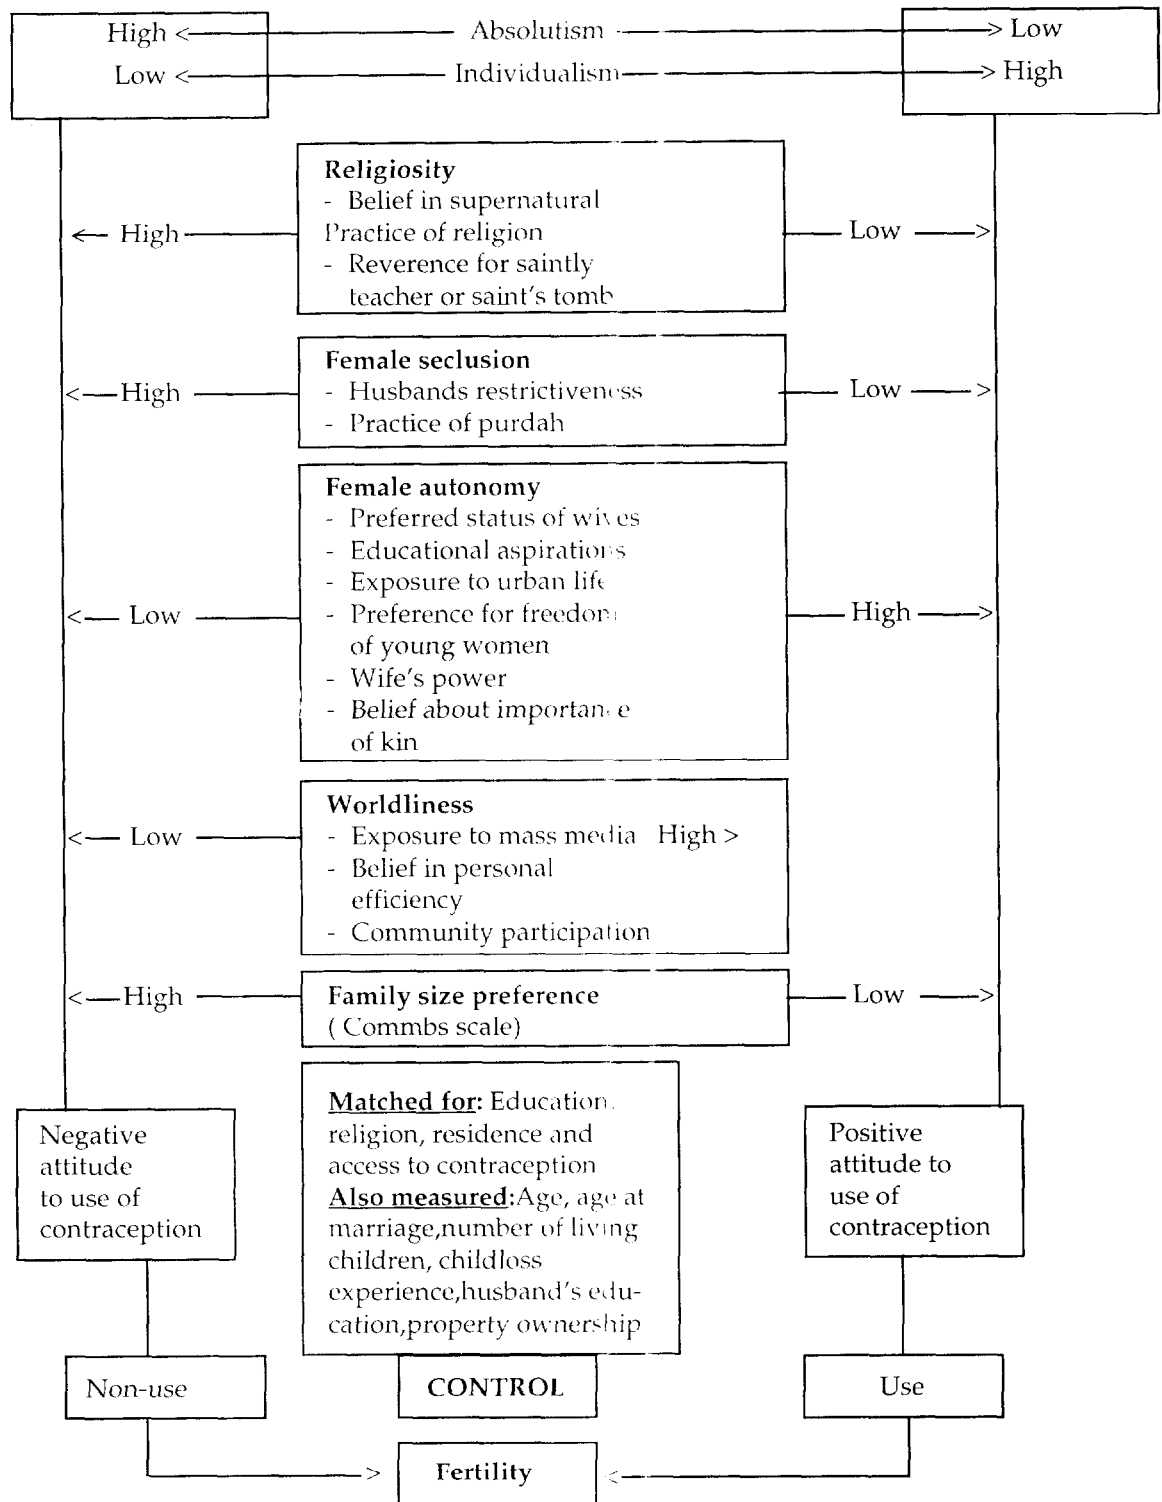 High < Absolutism > Low
Low < Individualism > High
Religiosity
- Belief in supernatural
Practice of religion
← High Low >
- Reverence for saintly
teacher or saint's tomb
Female seclusion
< High - Husbands restrictiveness Low >
- Practice of purdah
Female autonomy
- Preferred status of wives
- Educational aspirations
- Exposure to urban life
< Low - Preference for freedom High >
of young women
- Wife's power
- Belief about importance
of kin
Worldliness
< Low - Exposure to mass media High >
- Belief in personal
efficiency
- Community participation
< High Family size preference Low >
( Commbs scale)
Matched for: Education,
religion, residence and
access to contraception
Also measured:Age, age at
marriage,number of living
children, childloss
experience,husband's edu-
cation,property ownership
Negative
attitude
to use of
contraception
Positive
attitude to
use of
contraception
Non-use
CONTROL
Use
> Fertility <